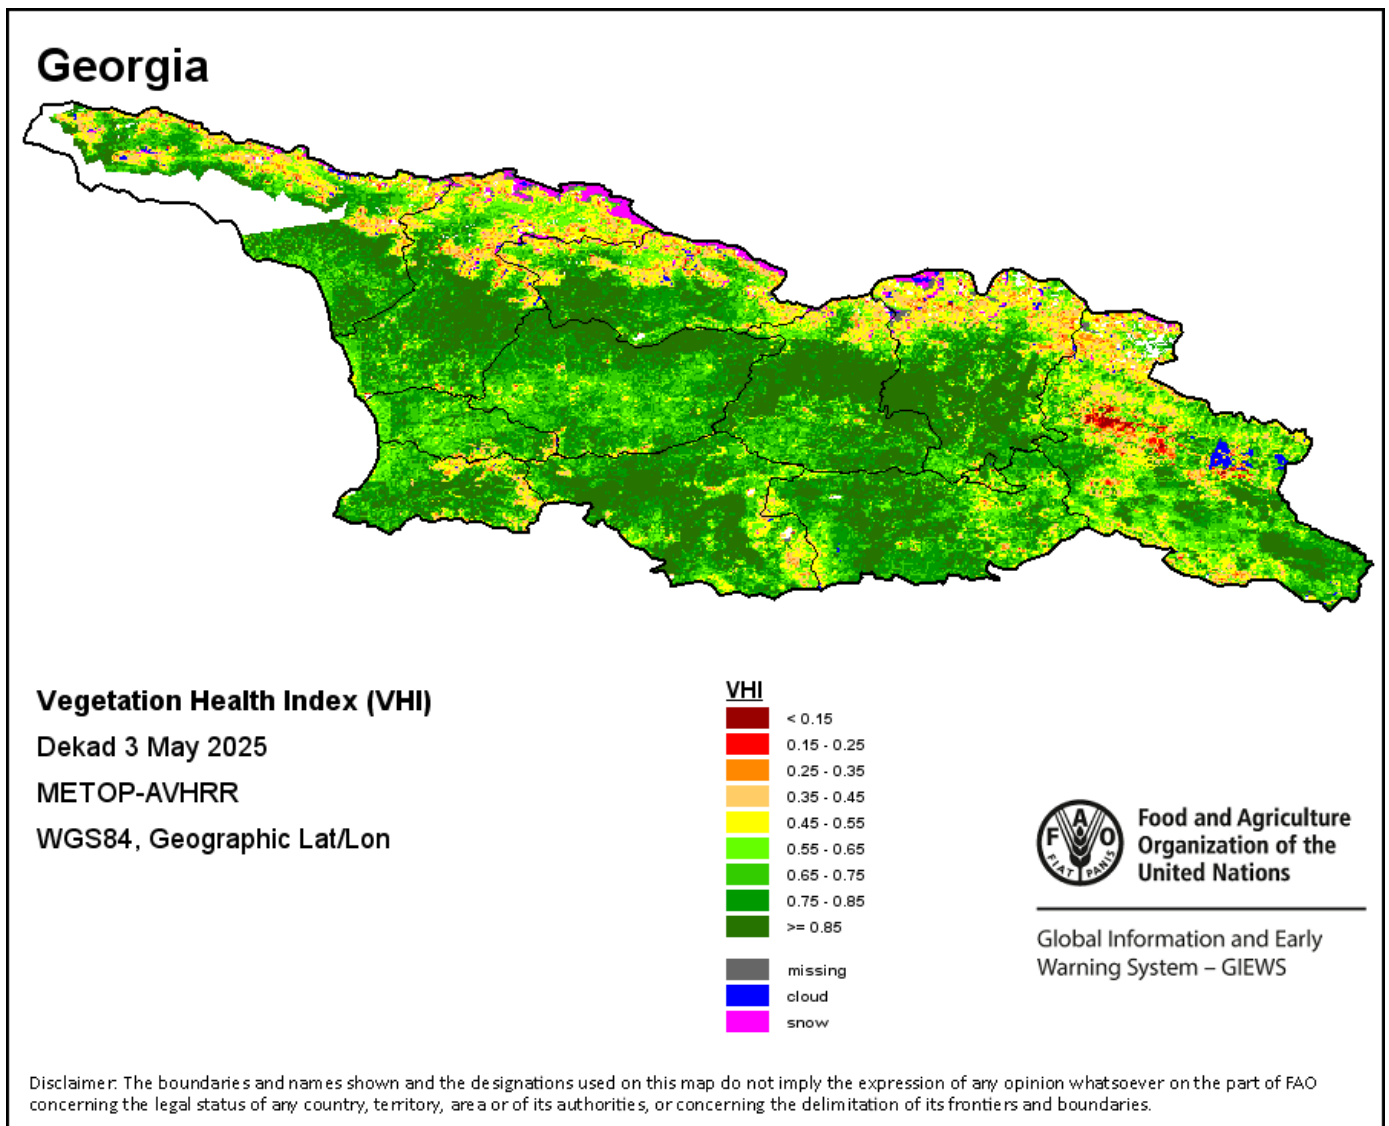 Georgia
Vegetation Health Index (VHI)
Dekad 3 May 2025
METOP-AVHRR
WGS84, Geographic Lat/Lon
VHI
< 0.15
0.15 - 0.25
0.25 - 0.35
0.35 - 0.45
0.45 - 0.55
0.55 - 0.65
0.65 - 0.75
0.75 - 0.85
>= 0.85
missing
cloud
snow
F A O
FIAT PANIS
Food and Agriculture
Organization of the
United Nations
Global Information and Early
Warning System – GIEWS
Disclaimer: The boundaries and names shown and the designations used on this map do not imply the expression of any opinion whatsoever on the part of FAO
concerning the legal status of any country, territory, area or of its authorities, or concerning the delimitation of its frontiers and boundaries.